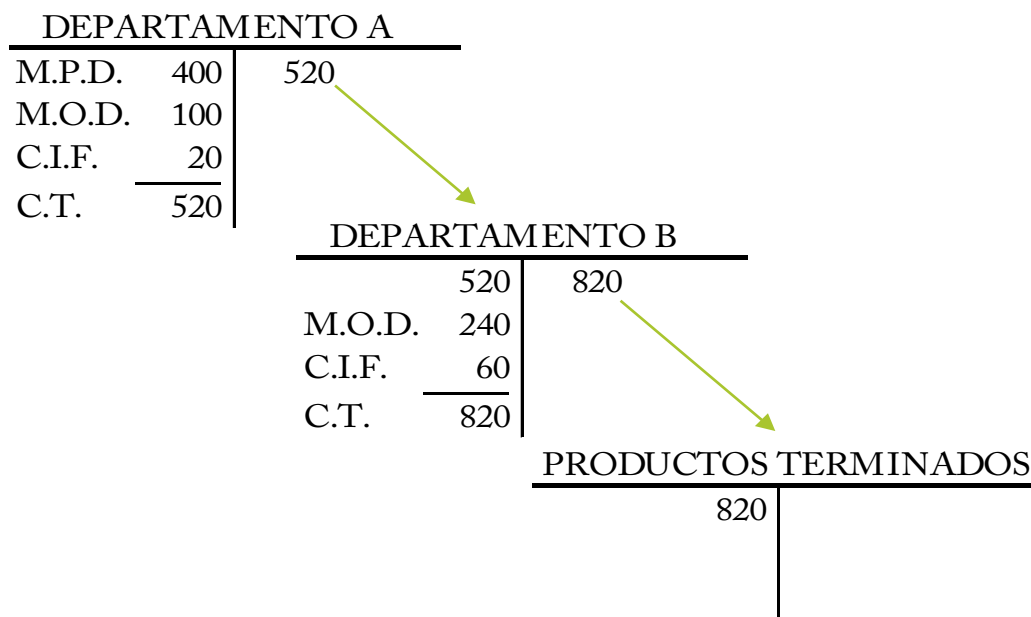 DEPARTAMENTO A
M.P.D. 400 520
M.O.D. 100
C.I.F. 20
C.T. 520
DEPARTAMENTO B
520 820
M.O.D. 240
C.I.F. 60
C.T. 820
PRODUCTOS TERMINADOS
820